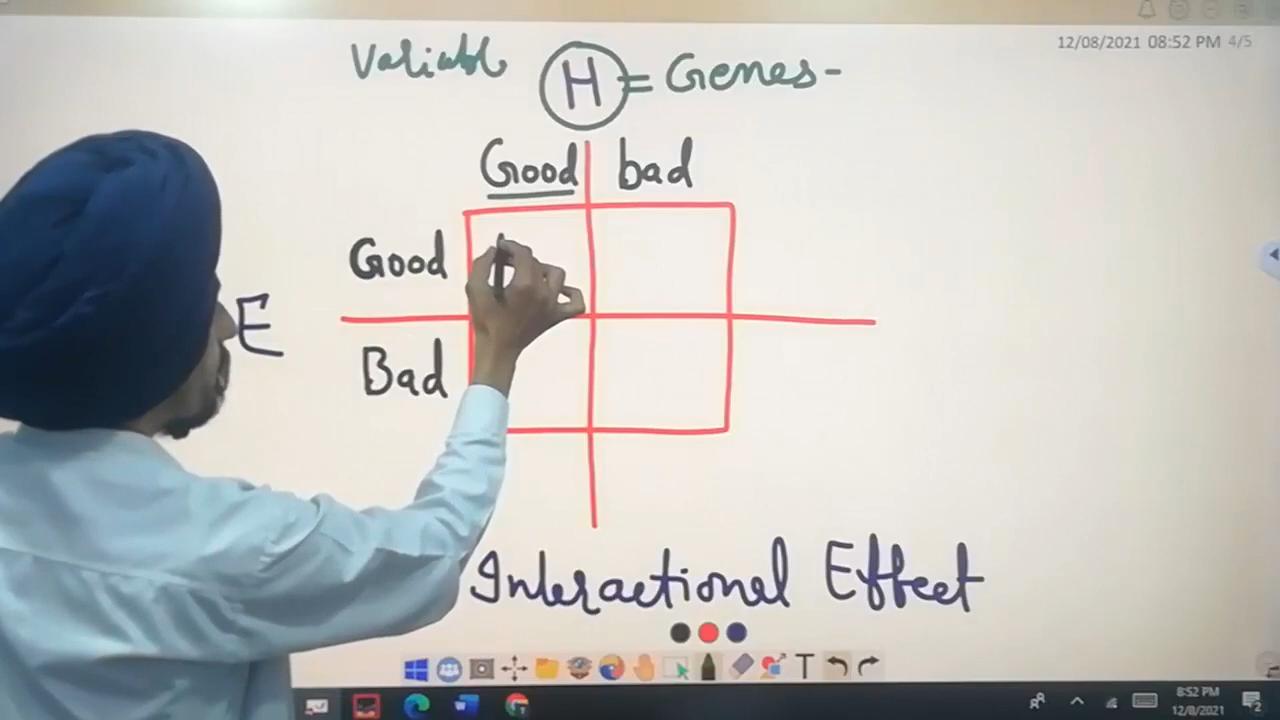 12/08/2021 08:52 PM 4/5
Variable H = Genes-
Good bad
Good
E
Bad
Interactional Effect
T
8:52 PM
12/8/2021